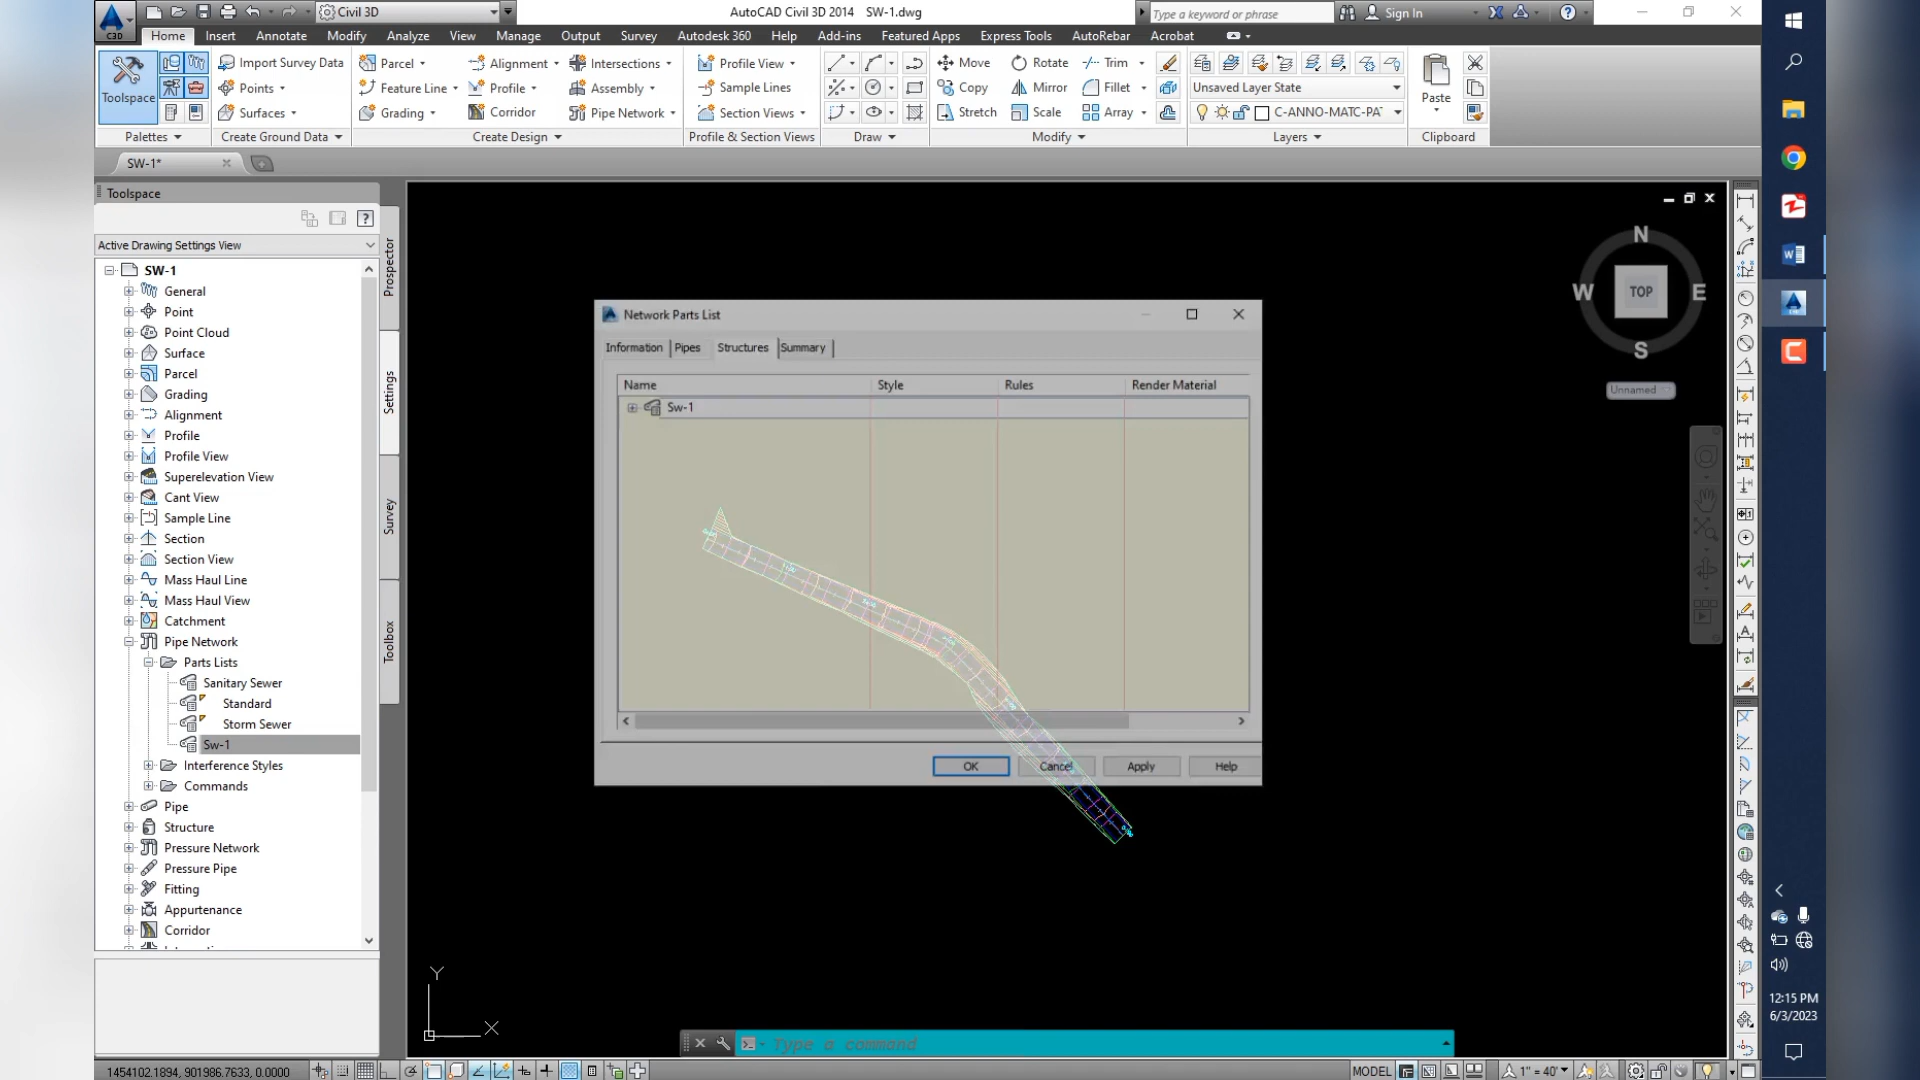 Civil 3D
AutoCAD Civil 3D 2014 SW-1.dwg
Type a keyword or phrase
Sign In
C3D
Home Insert Annotate Modify Analyze View Manage Output Survey Autodesk 360 Help Add-ins Featured Apps Express Tools AutoRebar Acrobat
Toolspace
Import Survey Data
Points
Surfaces
Parcel
Feature Line
Grading
Alignment
Profile
Corridor
Intersections
Assembly
Pipe Network
Profile View
Sample Lines
Section Views
Move Rotate Trim
Copy Mirror Fillet
Stretch Scale Array
Unsaved Layer State
C-ANNO-MATC-PAT
Paste
Palettes Create Ground Data Create Design Profile & Section Views Draw Modify Layers Clipboard
SW-1*
Toolspace
Active Drawing Settings View
SW-1
General
Point
Point Cloud
Surface
Parcel
Grading
Alignment
Profile
Profile View
Superelevation View
Cant View
Sample Line
Section
Section View
Mass Haul Line
Mass Haul View
Catchment
Pipe Network
Parts Lists
Sanitary Sewer
Standard
Storm Sewer
Sw-1
Interference Styles
Commands
Pipe
Structure
Pressure Network
Pressure Pipe
Fitting
Appurtenance
Corridor
Prospector
Settings
Survey
Toolbox
Network Parts List
Information Pipes Structures Summary
Name Style Rules Render Material
Sw-1
OK Cancel Apply Help
N
W TOP E
S
Unnamed
Y
X
Type a command
1454102.1894, 901986.7633, 0.0000
MODEL
1" = 40'
12:15 PM
6/3/2023